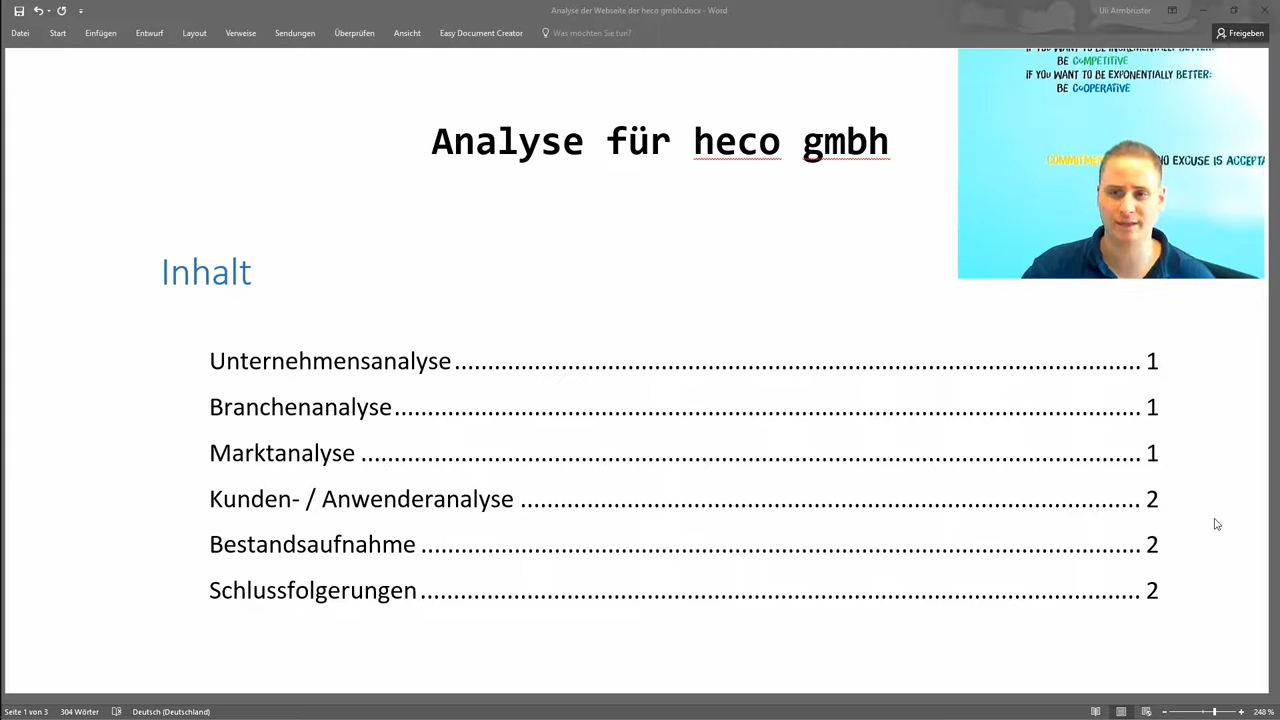 Analyse der Webseite der heco gmbh.docx - Word
Uli Armbruster
Datei Start Einfügen Entwurf Layout Verweise Sendungen Überprüfen Ansicht Easy Document Creator Was möchten Sie tun? Freigeben
IF YOU WANT TO BE INCREMENTALLY BETTER:
BE COMPETITIVE
IF YOU WANT TO BE EXPONENTIALLY BETTER:
BE COOPERATIVE
NO EXCUSE IS
Analyse für heco gmbh
Inhalt
Unternehmensanalyse 1
Branchenanalyse 1
Marktanalyse 1
Kunden- / Anwenderanalyse 2
Bestandsaufnahme 2
Schlussfolgerungen 2
Seite 1 von 3 304 Wörter Deutsch (Deutschland) 248 %